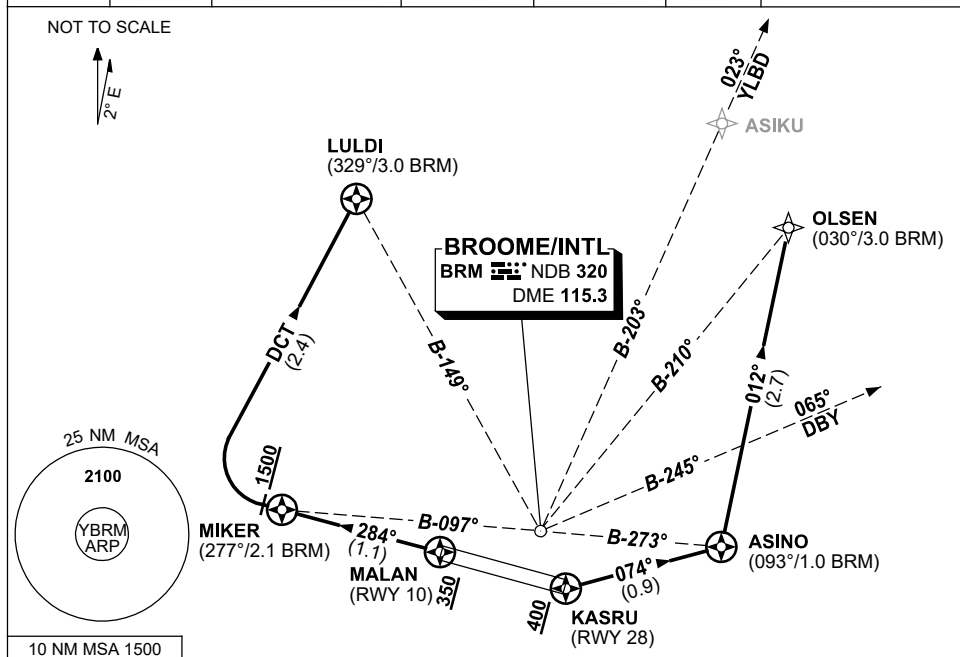 NOT TO SCALE
2° E
023°
YLBD
ASIKU
LULDI
(329°/3.0 BRM)
OLSEN
(030°/3.0 BRM)
BROOME/INTL
BRM NDB 320
DME 115.3
DCT
(2.4)
B-149°
B-203°
B-210°
012°
(2.7)
065°
DBY
B-245°
25 NM MSA
2100
YBRM
ARP
1500
MIKER
(277°/2.1 BRM)
B-097°
284°
(1.1)
B-273°
ASINO
(093°/1.0 BRM)
MALAN
(RWY 10)
350
074°
(0.9)
400
KASRU
(RWY 28)
10 NM MSA 1500